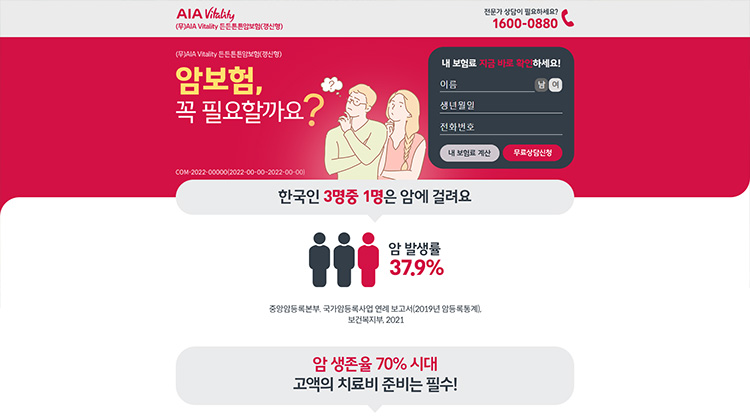 AIA Vitality
(무)AIA Vitality 든든튼튼암보험(갱신형)
전문가 상담이 필요하세요?
1600-0880
(무)AIA Vitality 든든튼튼암보험(갱신형)
암보험,
꼭 필요할까요?
???
COM-2022-00000(2022-00-00~2022-00-00)
내 보험료 지금 바로 확인하세요!
이름 남 여
생년월일
전화번호
내 보험료 계산 무료상담신청
한국인 3명중 1명은 암에 걸려요
암 발생률
37.9%
중앙암등록본부. 국가암등록사업 연례 보고서(2019년 암등록통계),
보건복지부, 2021
암 생존율 70% 시대
고액의 치료비 준비는 필수!